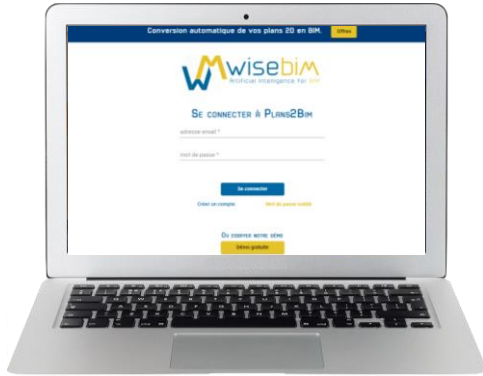 Conversion automatique de vos plans 2D en BIM. Offres
wisebim
Artificial Intelligence for BIM
Se connecter à Plans2Bim
adresse email *
mot de passe *
Se connecter
Créer un compte Mot de passe oublié
Ou essayer notre démo
Démo gratuite